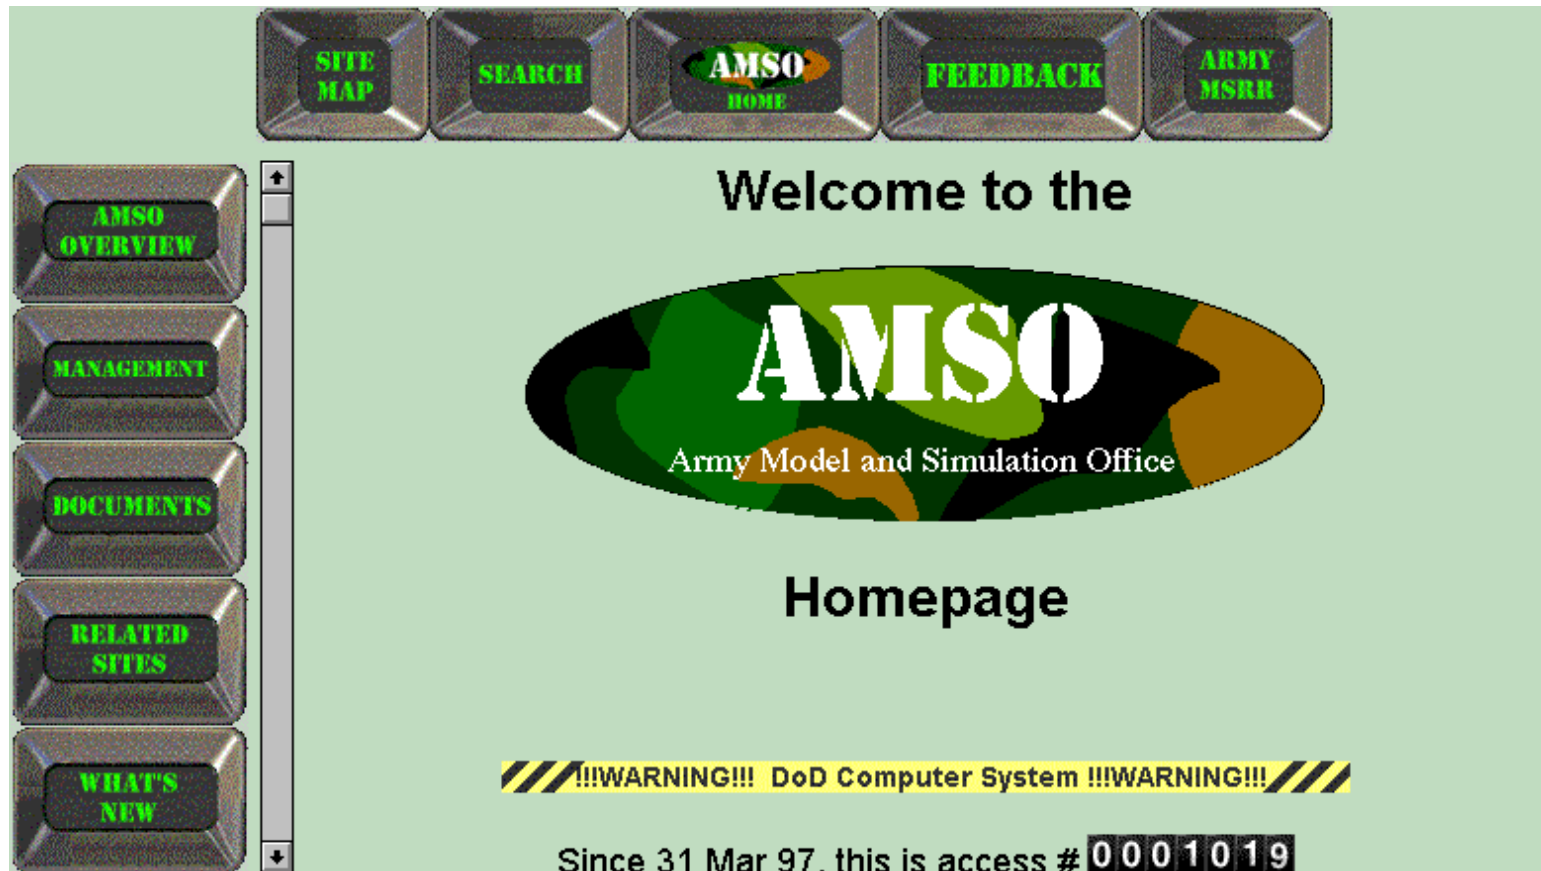 SITE
MAP
SEARCH
AMSO
HOME
FEEDBACK
ARMY
MSRR
AMSO
OVERVIEW
MANAGEMENT
DOCUMENTS
RELATED
SITES
WHAT'S
NEW
Welcome to the
AMSO
Army Model and Simulation Office
Homepage
!!!WARNING!!! DoD Computer System !!!WARNING!!!
Since 31 Mar 97, this is access # 0001019